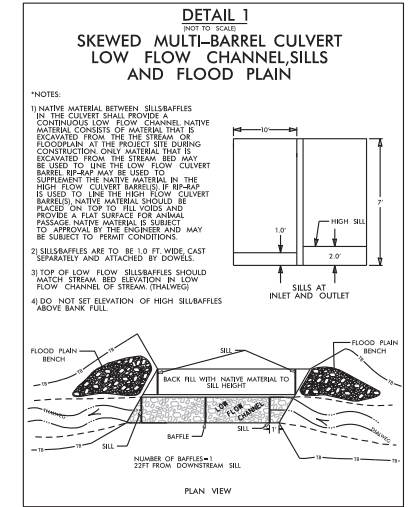 DETAIL 1
(NOT TO SCALE)
SKEWED MULTI-BARREL CULVERT
LOW FLOW CHANNEL,SILLS
AND FLOOD PLAIN
*NOTES:
1) NATIVE MATERIAL BETWEEN SILLS/BAFFLES
IN THE CULVERT SHALL PROVIDE A
CONTINUOUS LOW FLOW CHANNEL. NATIVE
MATERIAL CONSISTS OF MATERIAL THAT IS
EXCAVATED FROM THE THE STREAM OR
FLOODPLAIN AT THE PROJECT SITE DURING
CONSTRUCTION. ONLY MATERIAL THAT IS
EXCAVATED FROM THE STREAM BED MAY
BE USED TO LINE THE LOW FLOW CULVERT
BARREL. RIP-RAP MAY BE USED TO
SUPPLEMENT THE NATIVE MATERIAL IN THE
HIGH FLOW CULVERT BARREL(S). IF RIP-RAP
IS USED TO LINE THE HIGH FLOW CULVERT
BARREL(S), NATIVE MATERIAL SHOULD BE
PLACED ON TOP TO FILL VOIDS AND
PROVIDE A FLAT SURFACE FOR ANIMAL
PASSAGE. NATIVE MATERIAL IS SUBJECT
TO APPROVAL BY THE ENGINEER AND MAY
BE SUBJECT TO PERMIT CONDITIONS.
2) SILLS/BAFFLES ARE TO BE 1.0 FT. WIDE, CAST
SEPARATELY AND ATTACHED BY DOWELS.
3) TOP OF LOW FLOW SILLS/BAFFLES SHOULD
MATCH STREAM BED ELEVATION IN LOW
FLOW CHANNEL OF STREAM. (THALWEG)
4) DO NOT SET ELEVATION OF HIGH SILL/BAFFLES
ABOVE BANK FULL.
10'
7'
HIGH SILL
1.0'
2.0'
SILLS AT
INLET AND OUTLET
FLOOD PLAIN
BENCH
TB
SILL
TB
FLOOD PLAIN
BENCH
BACK FILL WITH NATIVE MATERIAL TO
SILL HEIGHT
TB
TB
THALWEG
LOW
FLOW
CHANNEL
THALWEG
SILL
BAFFLE
SILL
1'
TB
TB
TB
TB
NUMBER OF BAFFLES=1
22FT FROM DOWNSTREAM SILL
PLAN VIEW